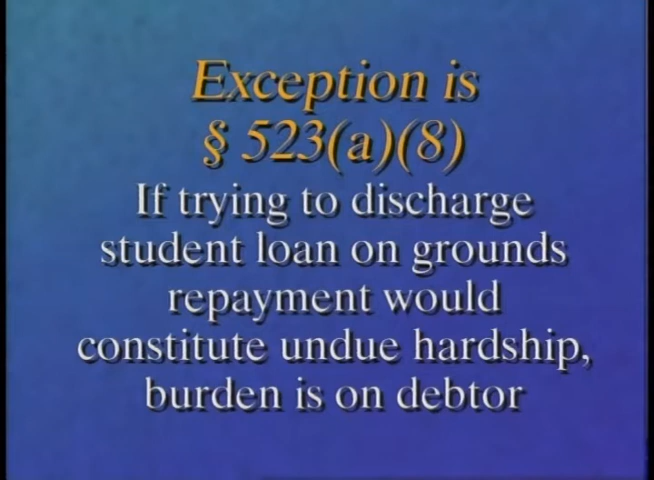 Exception is
§ 523(a)(8)
If trying to discharge
student loan on grounds
repayment would
constitute undue hardship,
burden is on debtor